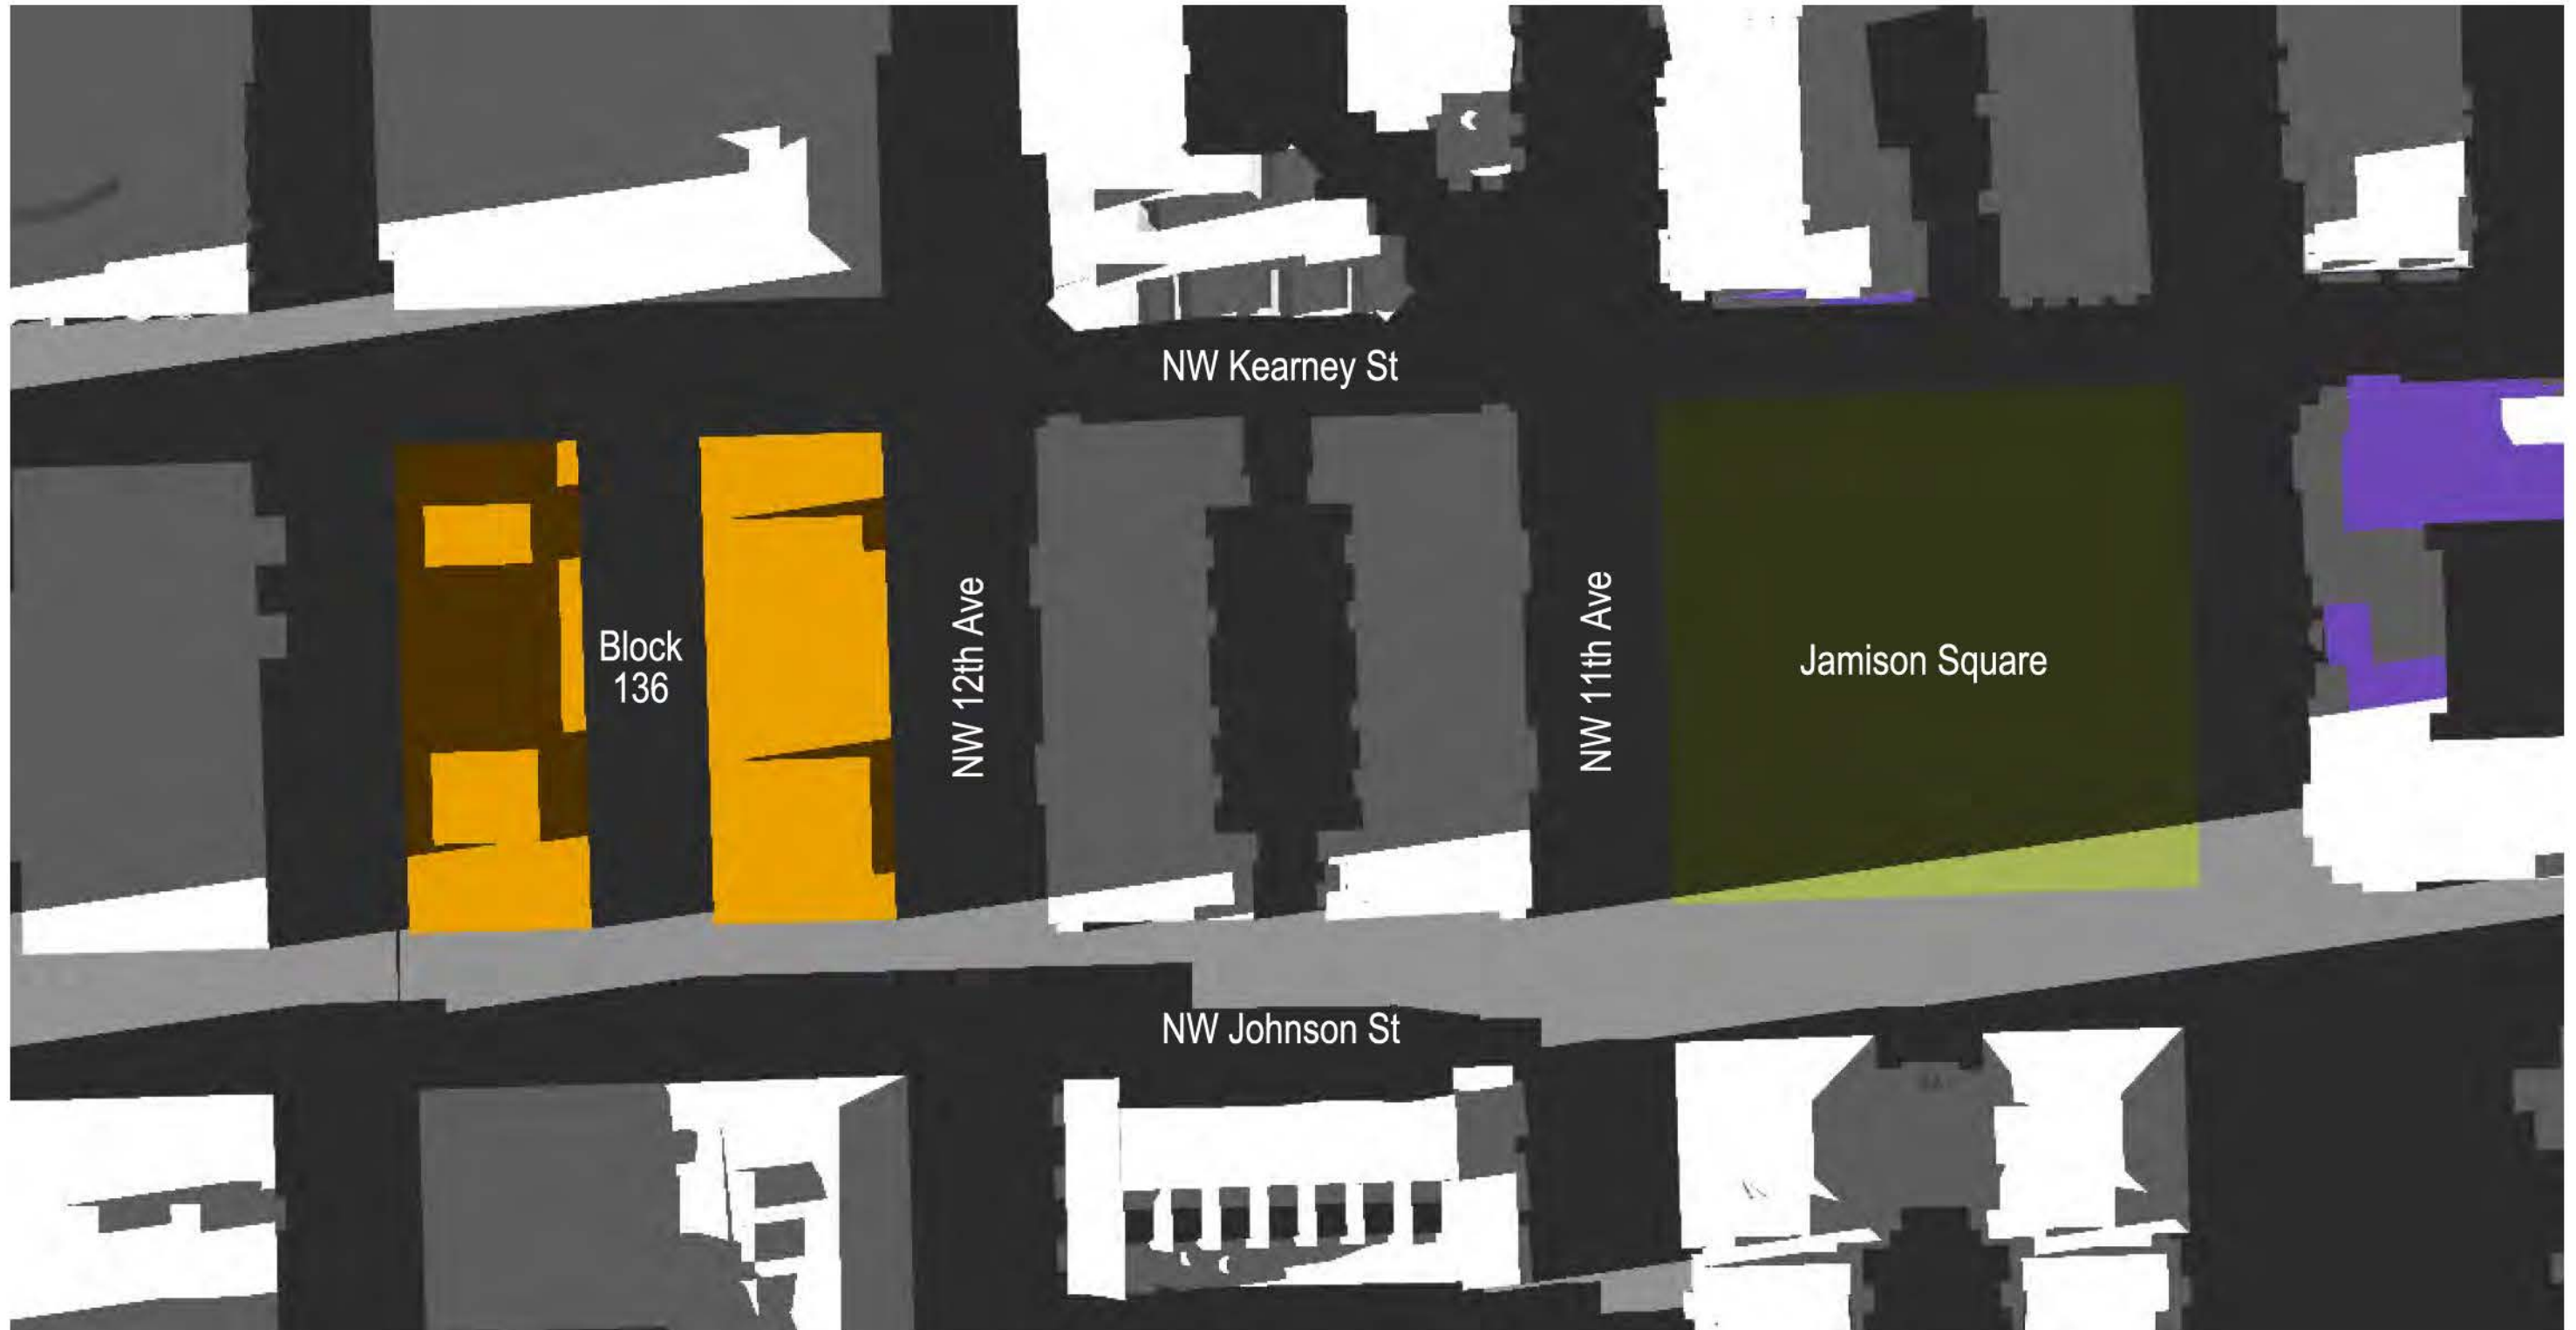 NW Kearney St
Block
136
NW 12th Ave
NW 11th Ave
Jamison Square
NW Johnson St